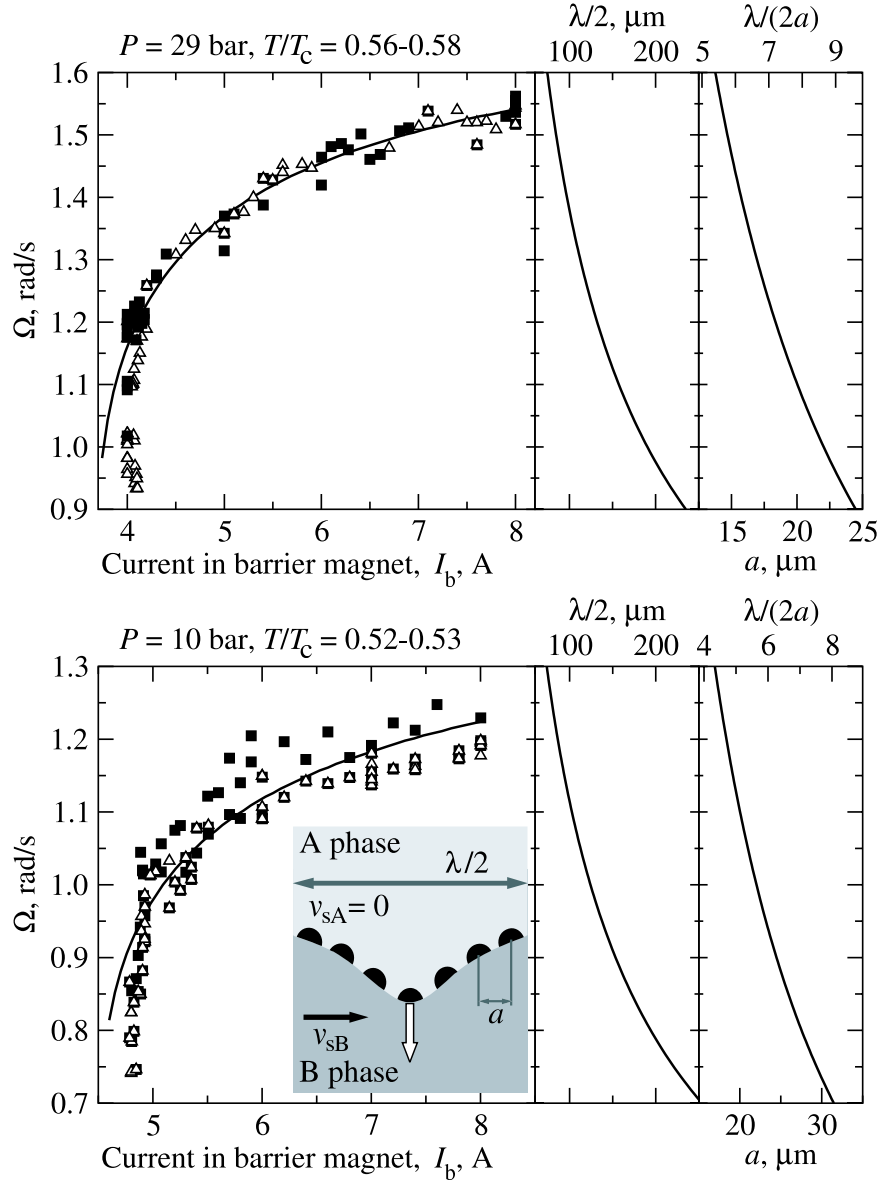 P = 29 bar, T/Tc = 0.56-0.58
λ/2, μm
λ/(2a)
100 200
5 7 9
1.6
1.5
1.4
1.3
1.2
1.1
1.0
0.9
Ω, rad/s
4 5 6 7 8
15 20 25
Current in barrier magnet, Ib, A
a, μm
P = 10 bar, T/Tc = 0.52-0.53
λ/2, μm
λ/(2a)
100 200
4 6 8
1.3
1.2
1.1
1.0
0.9
0.8
0.7
Ω, rad/s
A phase
λ/2
vsA = 0
a
vsB
B phase
5 6 7 8
20 30
Current in barrier magnet, Ib, A
a, μm